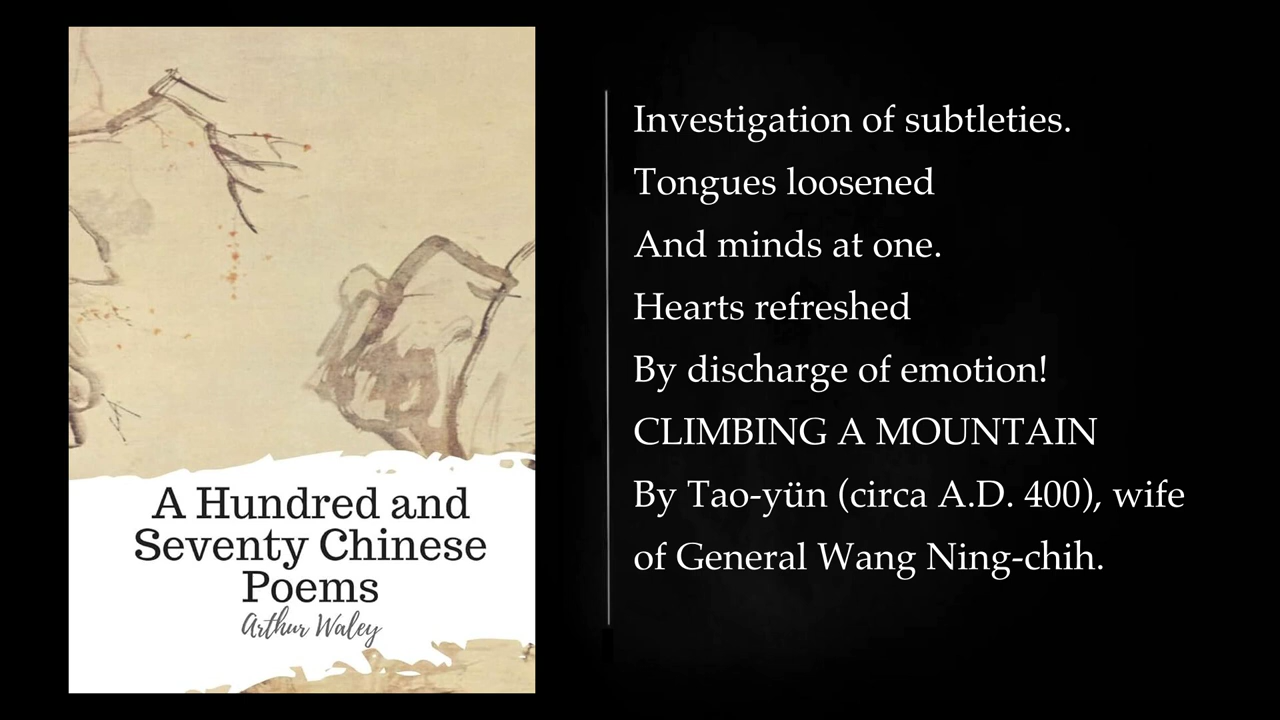 A Hundred and
Seventy Chinese
Poems
Arthur Waley
Investigation of subtleties.
Tongues loosened
And minds at one.
Hearts refreshed
By discharge of emotion!
CLIMBING A MOUNTAIN
By Tao-yün (circa A.D. 400), wife
of General Wang Ning-chih.